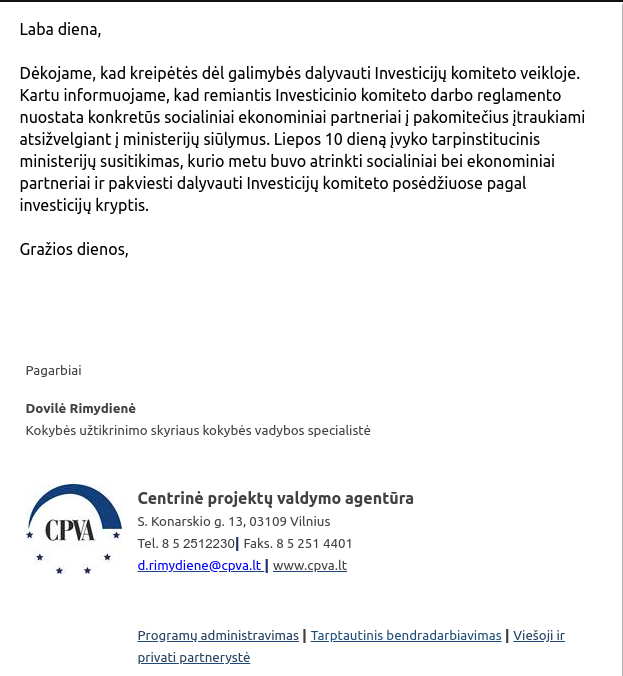 Laba diena,
Dėkojame, kad kreipėtės dėl galimybės dalyvauti Investicijų komiteto veikloje.
Kartu informuojame, kad remiantis Investicinio komiteto darbo reglamento
nuostata konkretūs socialiniai ekonominiai partneriai į pakomitečius įtraukiami
atsižvelgiant į ministerijų siūlymus. Liepos 10 dieną įvyko tarpinstitucinis
ministerijų susitikimas, kurio metu buvo atrinkti socialiniai bei ekonominiai
partneriai ir pakviesti dalyvauti Investicijų komiteto posėdžiuose pagal
investicijų kryptis.
Gražios dienos,
Pagarbiai
Dovilė Rimydienė
Kokybės užtikrinimo skyriaus kokybės vadybos specialistė
CPVA
Centrinė projektų valdymo agentūra
S. Konarskio g. 13, 03109 Vilnius
Tel. 8 5 2512230| Faks. 8 5 251 4401
d.rimydiene@cpva.lt | www.cpva.lt
Programų administravimas | Tarptautinis bendradarbiavimas | Viešoji ir
privati partnerystė